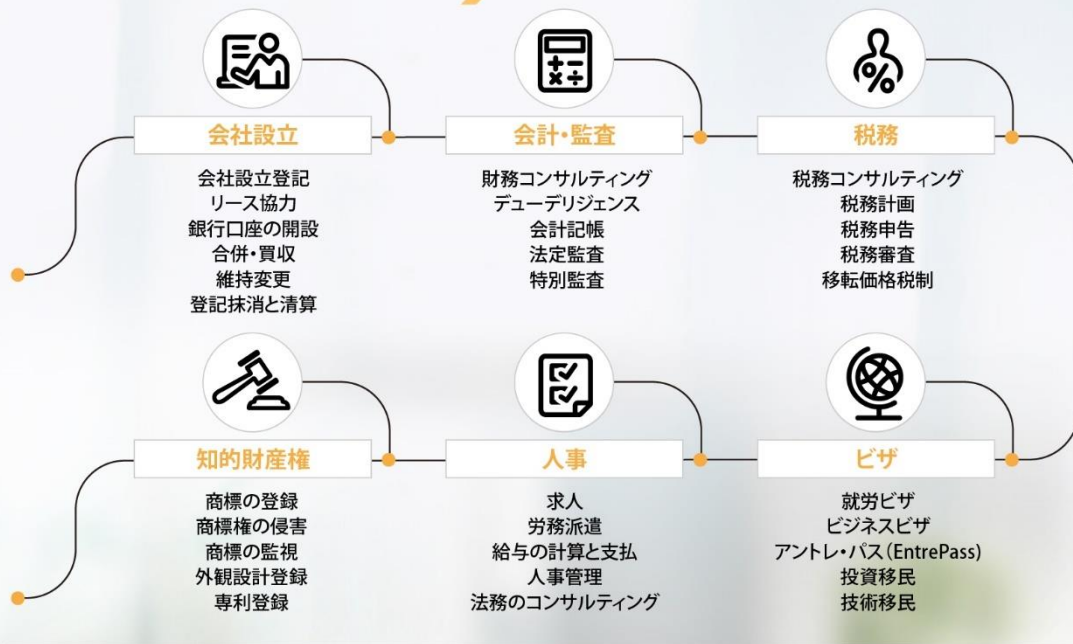 会社設立
会社設立登記
リース協力
銀行口座の開設
合併・買収
維持変更
登記抹消と清算
会計・監査
財務コンサルティング
デューデリジェンス
会計記帳
法定監査
特別監査
税務
税務コンサルティング
税務計画
税務申告
税務審査
移転価格税制
知的財産権
商標の登録
商標権の侵害
商標の監視
外観設計登録
専利登録
人事
求人
労務派遣
給与の計算と支払
人事管理
法務のコンサルティング
ビザ
就労ビザ
ビジネスビザ
アントレ・パス(EntrePass)
投資移民
技術移民